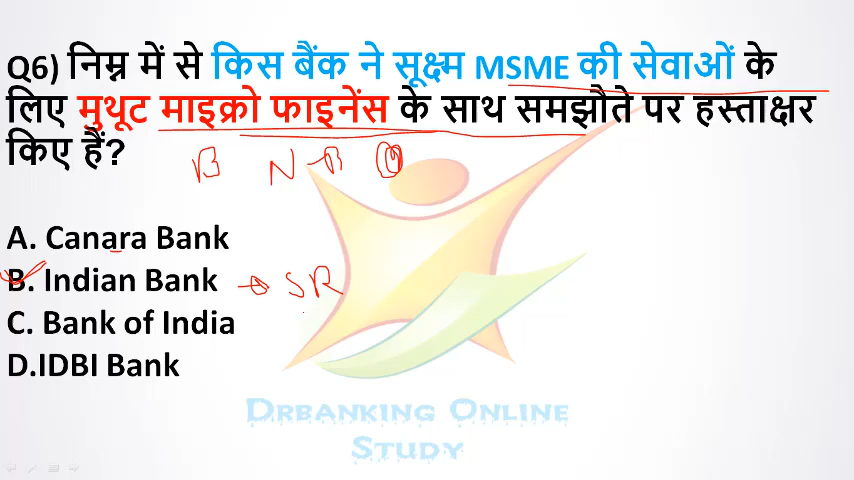 Q6) निम्न में से किस बैंक ने सूक्ष्म MSME की सेवाओं के
लिए मुथूट माइक्रो फाइनेंस के साथ समझौते पर हस्ताक्षर
किए हैं?
B N B
A. Canara Bank
B. Indian Bank
SR
C. Bank of India
D.IDBI Bank
DRBANKING ONLINE
STUDY